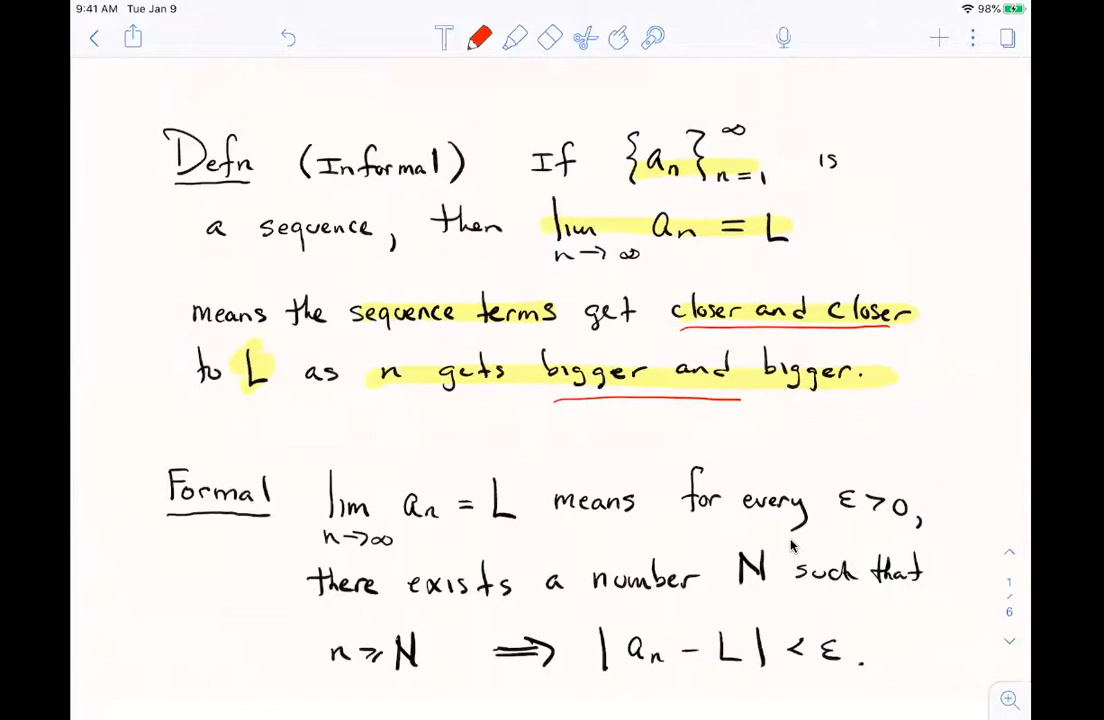 9:41 AM Tue Jan 9
98%
Defn (Informal) If {aₙ}ₙ₌₁^∞ is
a sequence, then lim n→∞ aₙ = L
means the sequence terms get closer and closer
to L as n gets bigger and bigger.
Formal lim n→∞ aₙ = L means for every ε > 0,
there exists a number N such that
n ≥ N ⟹ | aₙ - L | < ε.
1
/
6